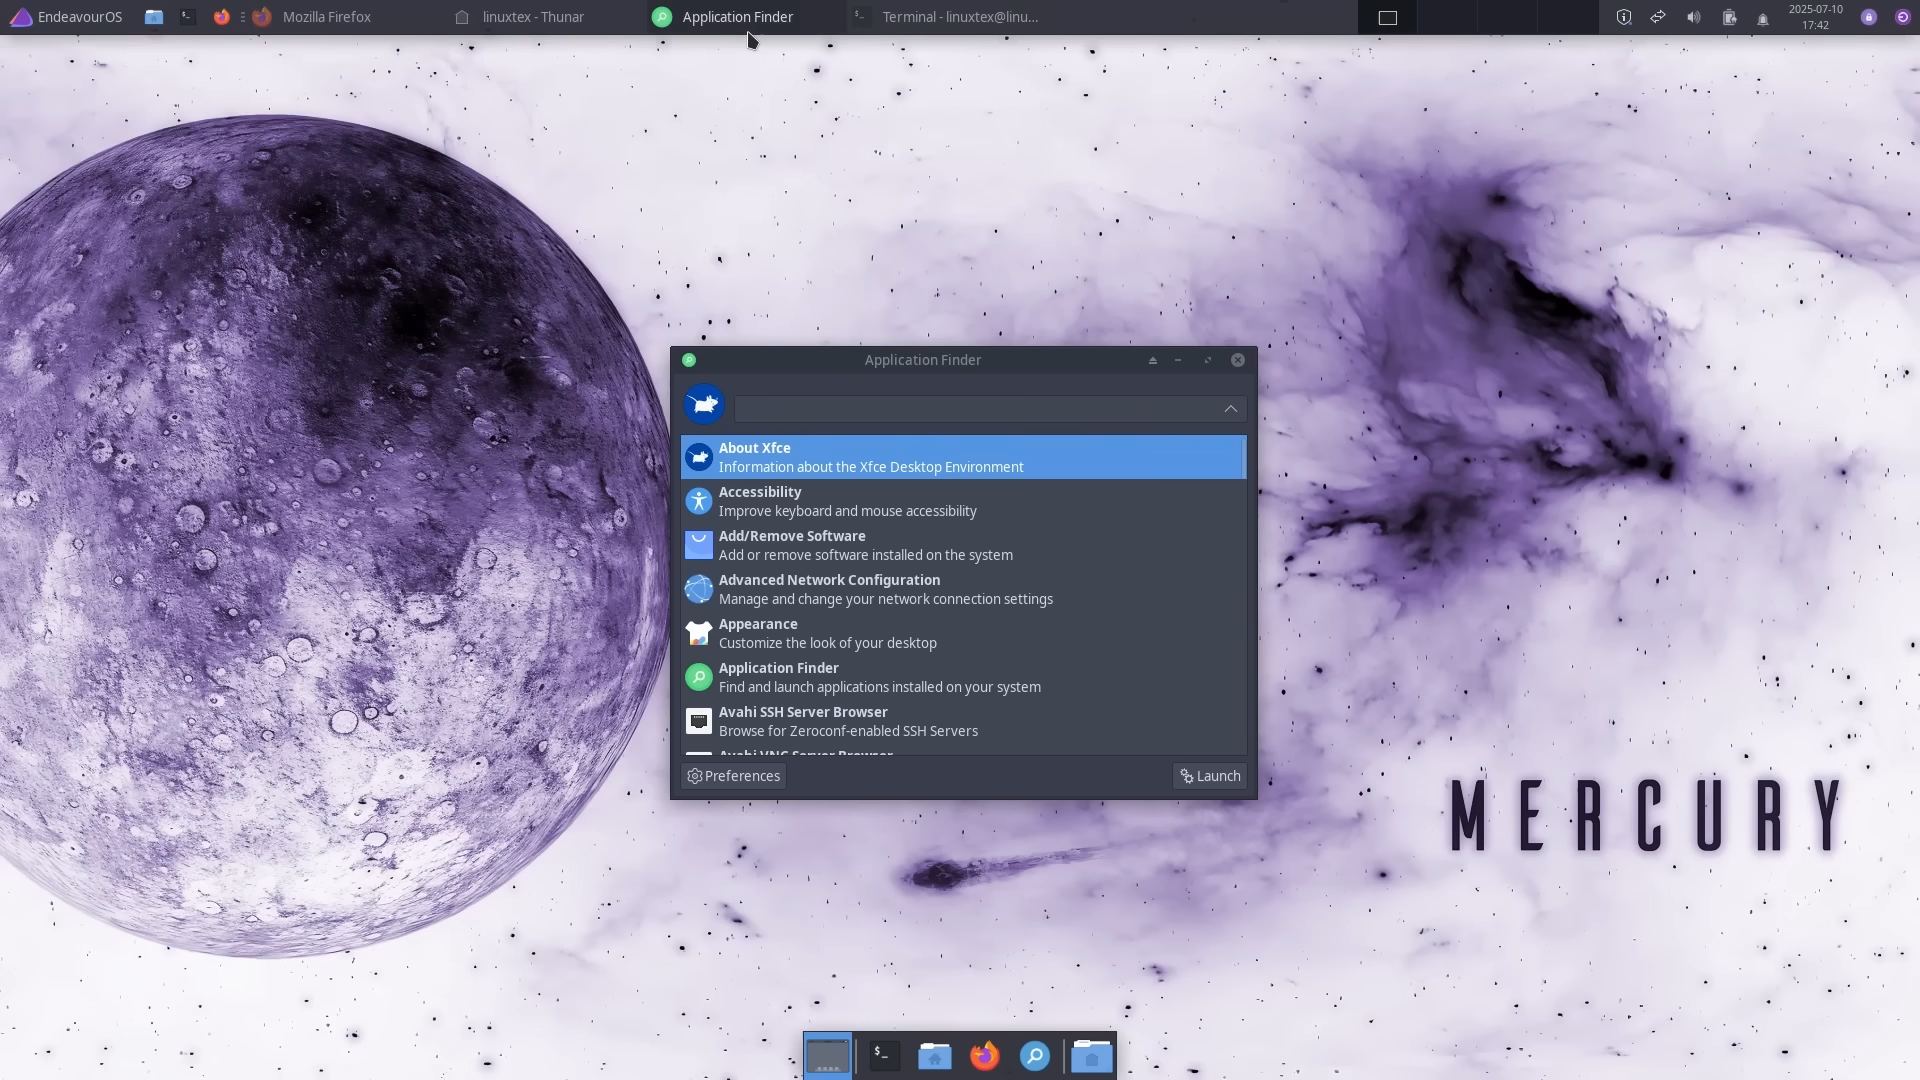 EndeavourOS
Mozilla Firefox
linuxtex - Thunar
Application Finder
Terminal - linuxtex@linu...
2025-07-10
17:42
Application Finder
About Xfce
Information about the Xfce Desktop Environment
Accessibility
Improve keyboard and mouse accessibility
Add/Remove Software
Add or remove software installed on the system
Advanced Network Configuration
Manage and change your network connection settings
Appearance
Customize the look of your desktop
Application Finder
Find and launch applications installed on your system
Avahi SSH Server Browser
Browse for Zeroconf-enabled SSH Servers
Avahi VNC Server Browser
Preferences
Launch
MERCURY